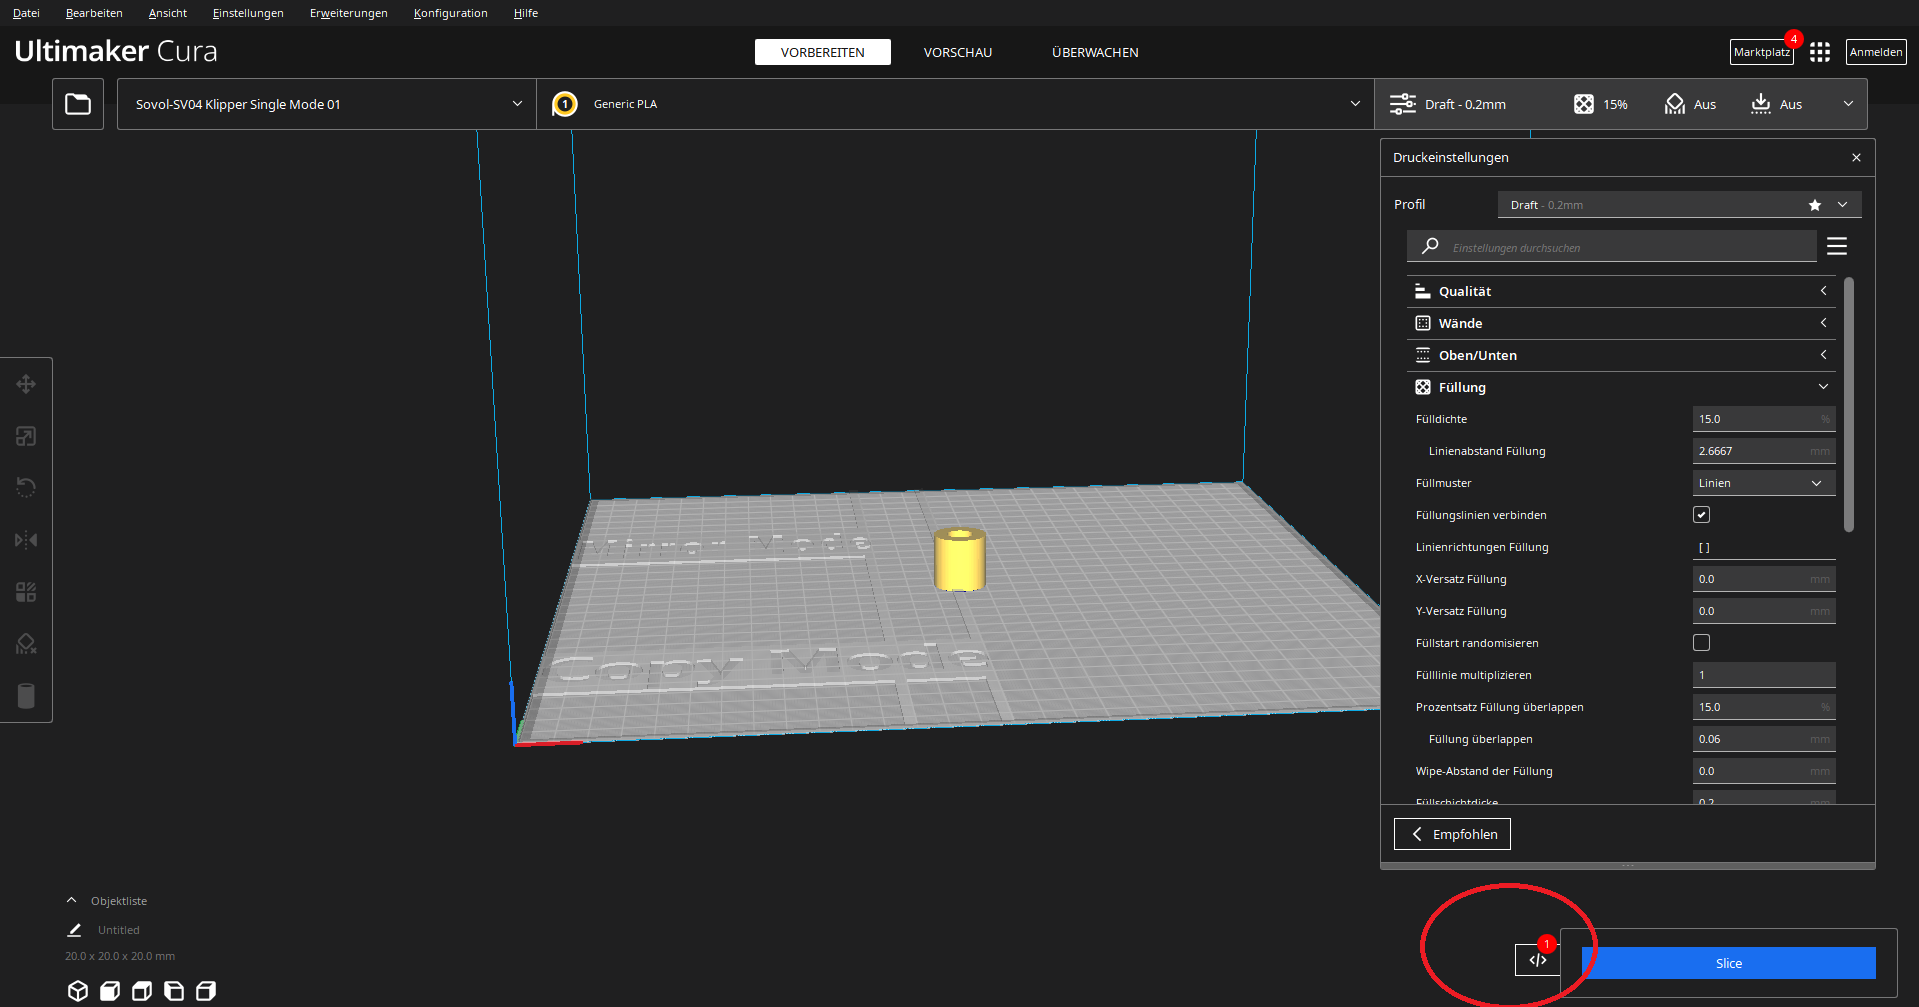 Datei Bearbeiten Ansicht Einstellungen Erweiterungen Konfiguration Hilfe
Ultimaker Cura
VORBEREITEN VORSCHAU ÜBERWACHEN
Marktplatz 4 Anmelden
Sovol-SV04 Klipper Single Mode 01
1 Generic PLA
Draft - 0.2mm 15% Aus Aus
Druckeinstellungen
Profil Draft - 0.2mm
Einstellungen durchsuchen
Qualität
Wände
Oben/Unten
Füllung
Fülldichte 15.0 %
Linienabstand Füllung 2.6667 mm
Füllmuster Linien
Füllungslinien verbinden
Linienrichtungen Füllung [ ]
X-Versatz Füllung 0.0 mm
Y-Versatz Füllung 0.0 mm
Füllstart randomisieren
Fülllinie multiplizieren 1
Prozentsatz Füllung überlappen 15.0 %
Füllung überlappen 0.06 mm
Wipe-Abstand der Füllung 0.0 mm
Füllschichtdicke 0.2 mm
Empfohlen
Mirror Mode
Copy Mode
Objektliste
Untitled
20.0 x 20.0 x 20.0 mm
</> 1
Slice